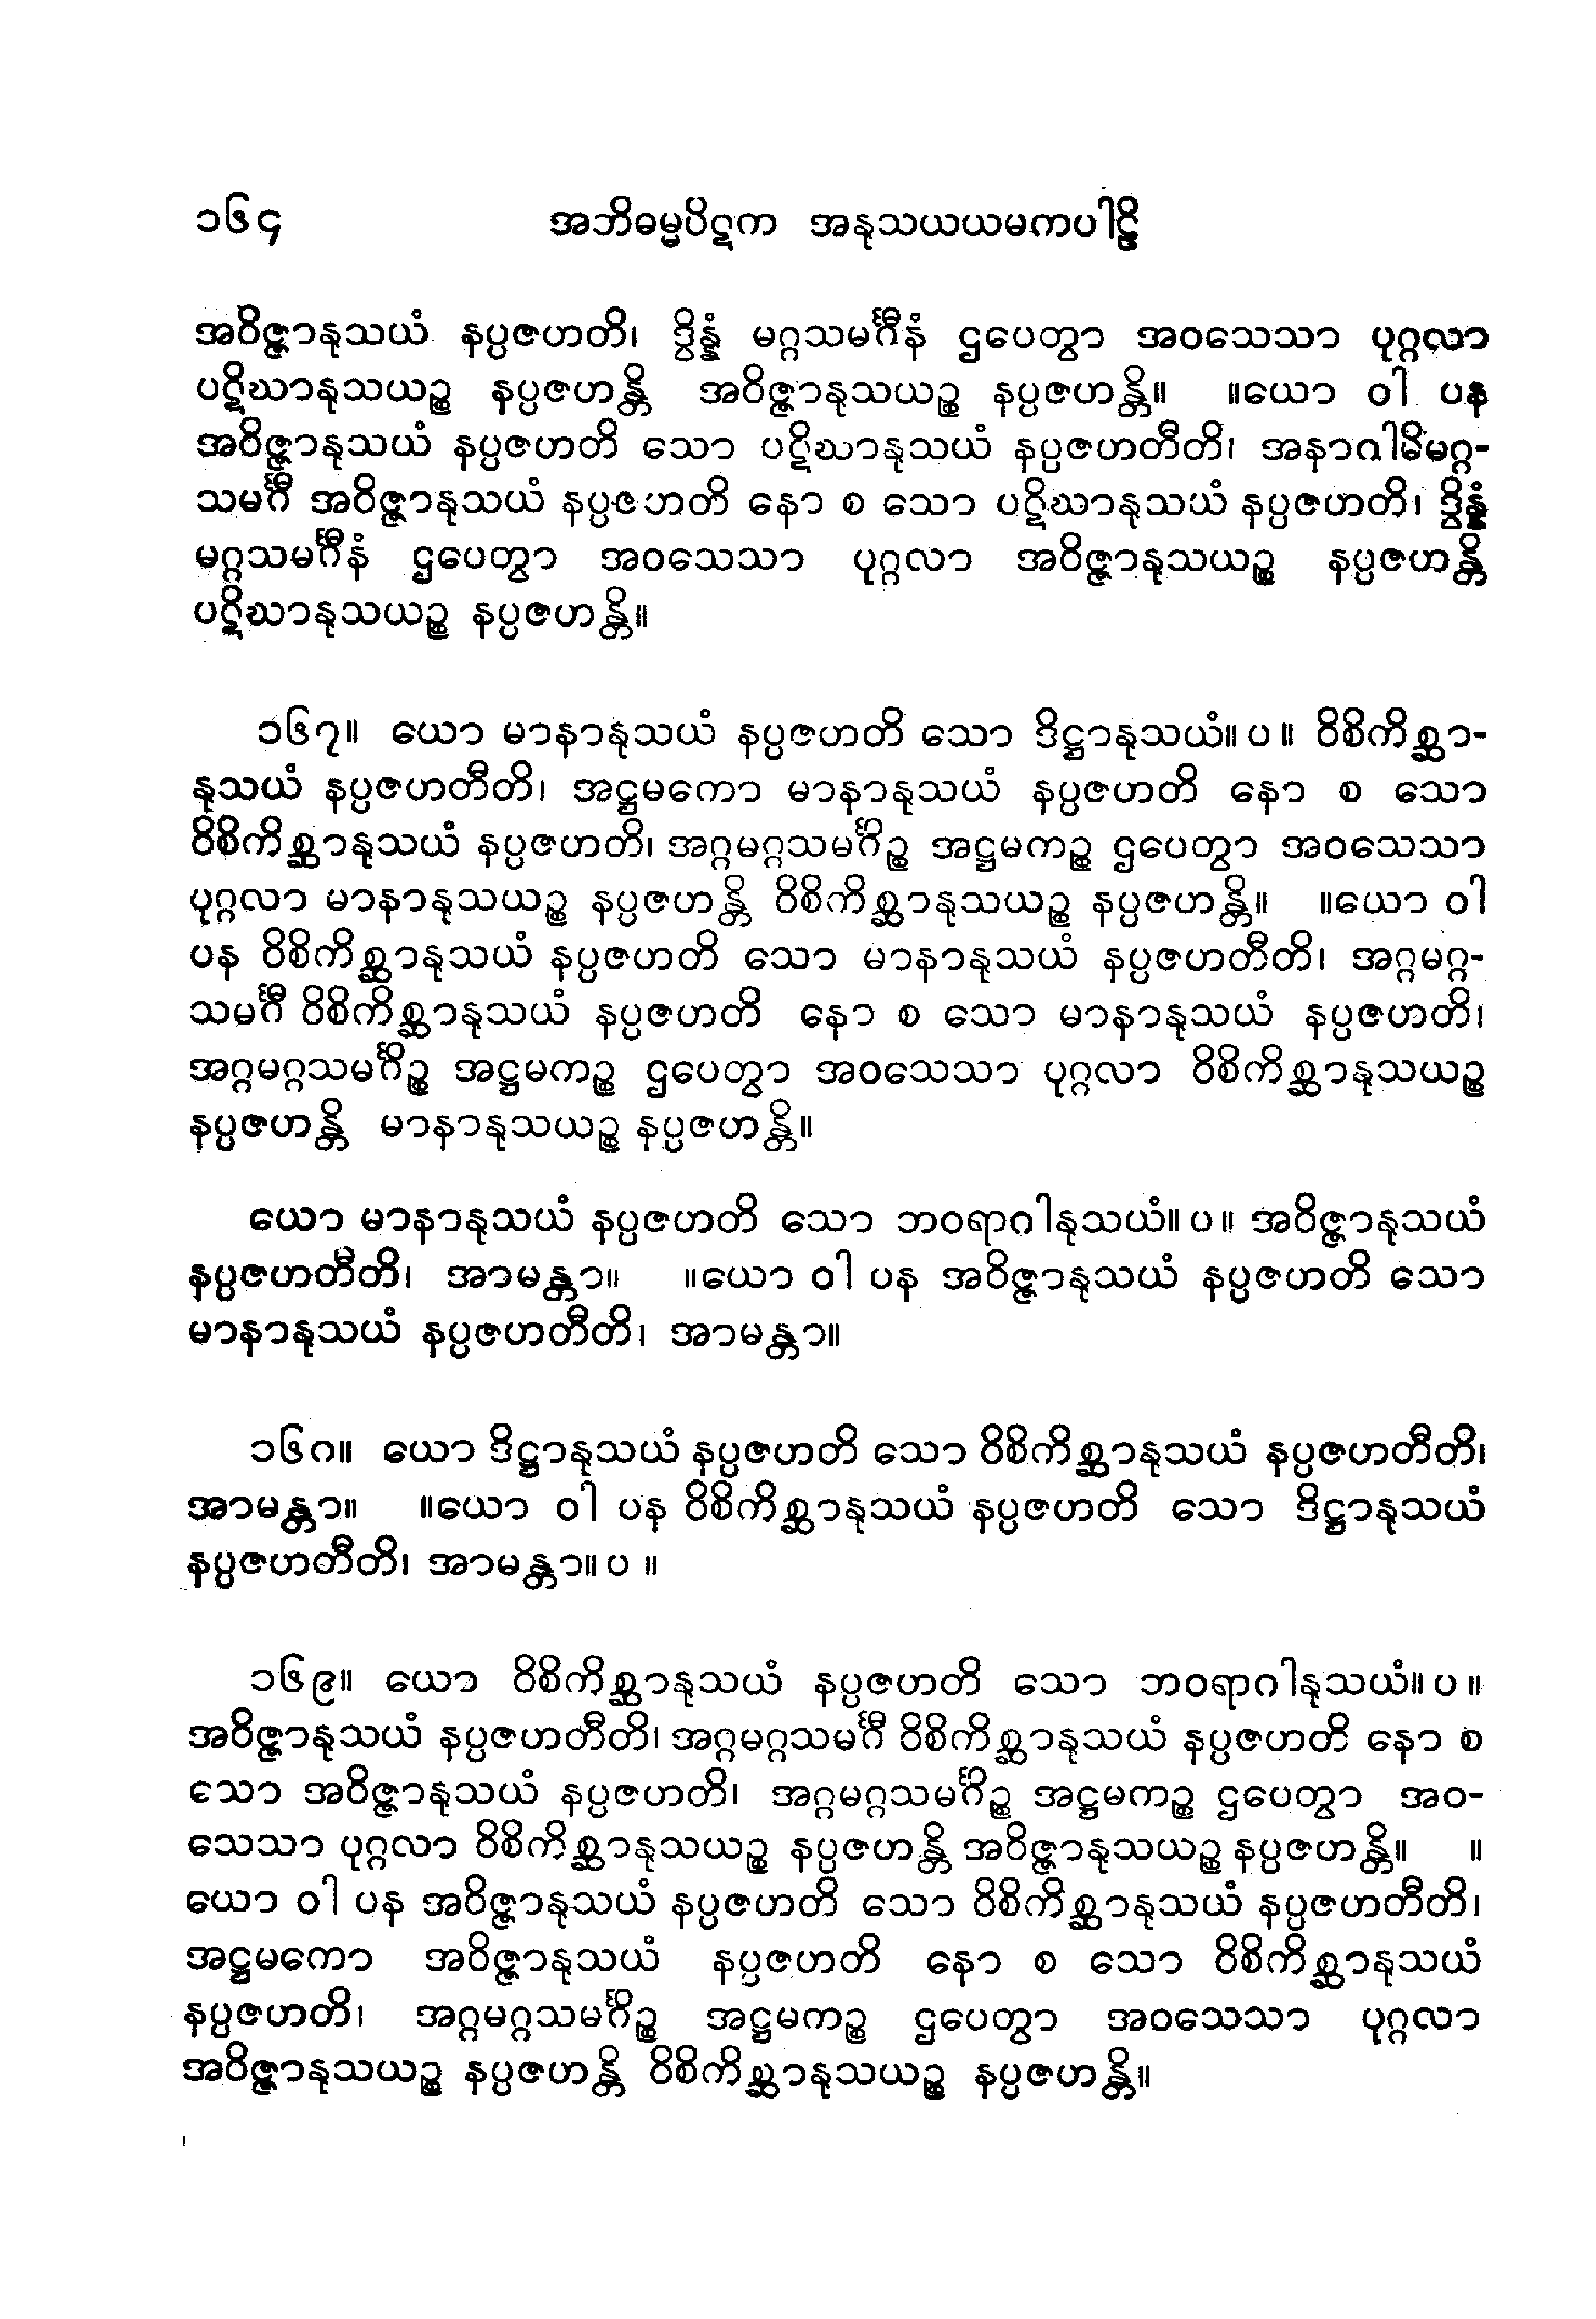 ၁၆၄ အဘိဓမ္မပိဋက အနုသယယမကပါဠိ
အဝိဇ္ဇာနုသယံ နပ္ပဇဟတိ၊ ဒွိန္နံ မဂ္ဂသမင်္ဂီနံ ဌပေတွာ အဝသေသာ ပုဂ္ဂလာ
ပဋိဃာနုသယဉ္စ နပ္ပဇဟန္တိ အဝိဇ္ဇာနုသယဉ္စ နပ္ပဇဟန္တိ။ ။ယော ဝါ ပန
အဝိဇ္ဇာနုသယံ နပ္ပဇဟတိ သော ပဋိဃာနုသယံ နပ္ပဇဟတီတိ၊ အနာဂါမိမဂ္ဂ-
သမင်္ဂီ အဝိဇ္ဇာနုသယံ နပ္ပဇဟတိ နော စ သော ပဋိဃာနုသယံ နပ္ပဇဟတိ၊ ဒွိန္နံ
မဂ္ဂသမင်္ဂီနံ ဌပေတွာ အဝသေသာ ပုဂ္ဂလာ အဝိဇ္ဇာနုသယဉ္စ နပ္ပဇဟန္တိ
ပဋိဃာနုသယဉ္စ နပ္ပဇဟန္တိ။
၁၆၇။ ယော မာနာနုသယံ နပ္ပဇဟတိ သော ဒိဋ္ဌာနုသယံ။ပ။ ဝိစိကိစ္ဆာ-
နုသယံ နပ္ပဇဟတီတိ၊ အဋ္ဌမကော မာနာနုသယံ နပ္ပဇဟတိ နော စ သော
ဝိစိကိစ္ဆာနုသယံ နပ္ပဇဟတိ၊ အဂ္ဂမဂ္ဂသမင်္ဂိဉ္စ အဋ္ဌမကဉ္စ ဌပေတွာ အဝသေသာ
ပုဂ္ဂလာ မာနာနုသယဉ္စ နပ္ပဇဟန္တိ ဝိစိကိစ္ဆာနုသယဉ္စ နပ္ပဇဟန္တိ။ ။ယော ဝါ
ပန ဝိစိကိစ္ဆာနုသယံ နပ္ပဇဟတိ သော မာနာနုသယံ နပ္ပဇဟတီတိ၊ အဂ္ဂမဂ္ဂ-
သမင်္ဂီ ဝိစိကိစ္ဆာနုသယံ နပ္ပဇဟတိ နော စ သော မာနာနုသယံ နပ္ပဇဟတိ၊
အဂ္ဂမဂ္ဂသမင်္ဂိဉ္စ အဋ္ဌမကဉ္စ ဌပေတွာ အဝသေသာ ပုဂ္ဂလာ ဝိစိကိစ္ဆာနုသယဉ္စ
နပ္ပဇဟန္တိ မာနာနုသယဉ္စ နပ္ပဇဟန္တိ။
ယော မာနာနုသယံ နပ္ပဇဟတိ သော ဘဝရာဂါနုသယံ။ပ။ အဝိဇ္ဇာနုသယံ
နပ္ပဇဟတီတိ၊ အာမန္တာ။ ။ယော ဝါ ပန အဝိဇ္ဇာနုသယံ နပ္ပဇဟတိ သော
မာနာနုသယံ နပ္ပဇဟတီတိ၊ အာမန္တာ။
၁၆ဂ။ ယော ဒိဋ္ဌာနုသယံ နပ္ပဇဟတိ သော ဝိစိကိစ္ဆာနုသယံ နပ္ပဇဟတီတိ၊
အာမန္တာ။ ။ယော ဝါ ပန ဝိစိကိစ္ဆာနုသယံ နပ္ပဇဟတိ သော ဒိဋ္ဌာနုသယံ
နပ္ပဇဟတီတိ၊ အာမန္တာ။ပ။
၁၆၉။ ယော ဝိစိကိစ္ဆာနုသယံ နပ္ပဇဟတိ သော ဘဝရာဂါနုသယံ။ပ။
အဝိဇ္ဇာနုသယံ နပ္ပဇဟတီတိ၊ အဂ္ဂမဂ္ဂသမင်္ဂီ ဝိစိကိစ္ဆာနုသယံ နပ္ပဇဟတိ နော စ
သော အဝိဇ္ဇာနုသယံ နပ္ပဇဟတိ၊ အဂ္ဂမဂ္ဂသမင်္ဂိဉ္စ အဋ္ဌမကဉ္စ ဌပေတွာ အဝ-
သေသာ ပုဂ္ဂလာ ဝိစိကိစ္ဆာနုသယဉ္စ နပ္ပဇဟန္တိ အဝိဇ္ဇာနုသယဉ္စ နပ္ပဇဟန္တိ။ ။
ယော ဝါ ပန အဝိဇ္ဇာနုသယံ နပ္ပဇဟတိ သော ဝိစိကိစ္ဆာနုသယံ နပ္ပဇဟတီတိ၊
အဋ္ဌမကော အဝိဇ္ဇာနုသယံ နပ္ပဇဟတိ နော စ သော ဝိစိကိစ္ဆာနုသယံ
နပ္ပဇဟတိ၊ အဂ္ဂမဂ္ဂသမင်္ဂိဉ္စ အဋ္ဌမကဉ္စ ဌပေတွာ အဝသေသာ ပုဂ္ဂလာ
အဝိဇ္ဇာနုသယဉ္စ နပ္ပဇဟန္တိ ဝိစိကိစ္ဆာနုသယဉ္စ နပ္ပဇဟန္တိ။